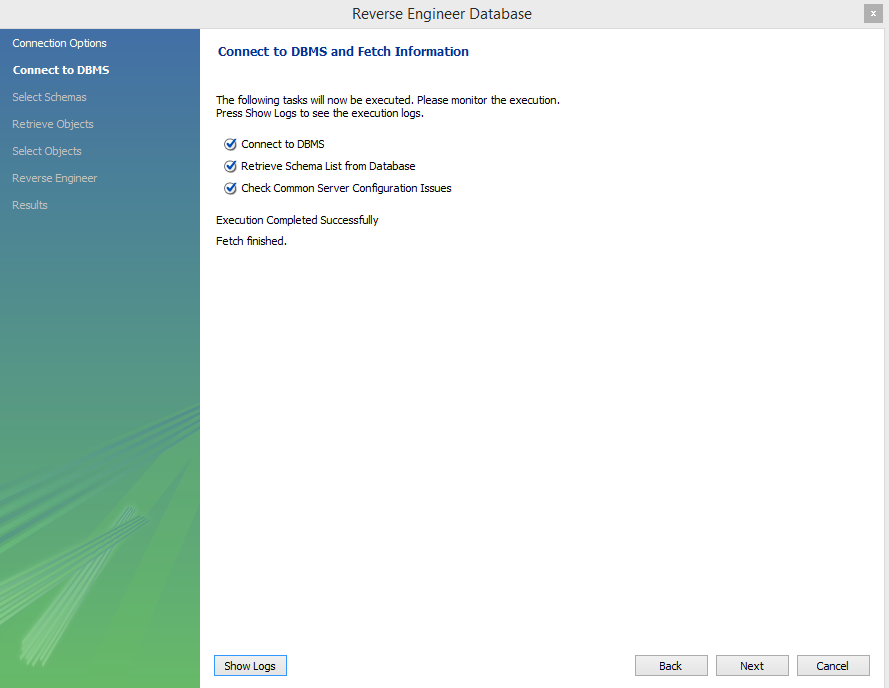 Reverse Engineer Database
x
Connection Options
Connect to DBMS
Select Schemas
Retrieve Objects
Select Objects
Reverse Engineer
Results
Connect to DBMS and Fetch Information
The following tasks will now be executed. Please monitor the execution.
Press Show Logs to see the execution logs.
Connect to DBMS
Retrieve Schema List from Database
Check Common Server Configuration Issues
Execution Completed Successfully
Fetch finished.
Show Logs
Back
Next
Cancel